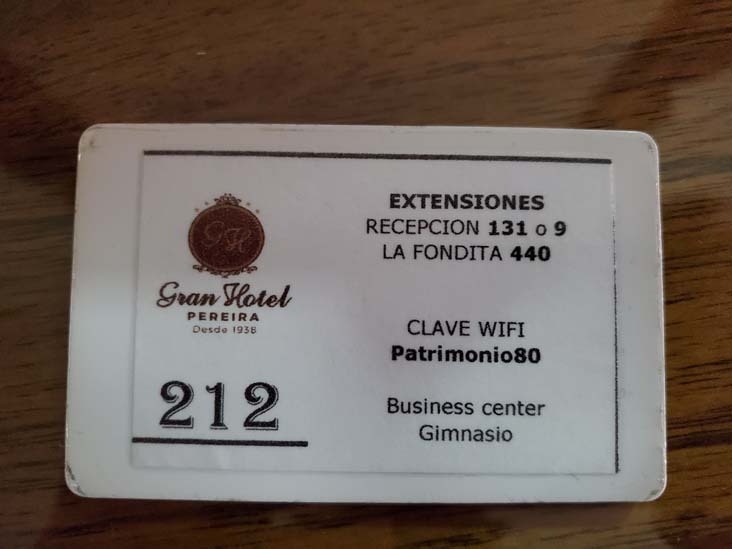 GH
Gran Hotel
PEREIRA
Desde 1938
212
EXTENSIONES
RECEPCION 131 o 9
LA FONDITA 440
CLAVE WIFI
Patrimonio80
Business center
Gimnasio